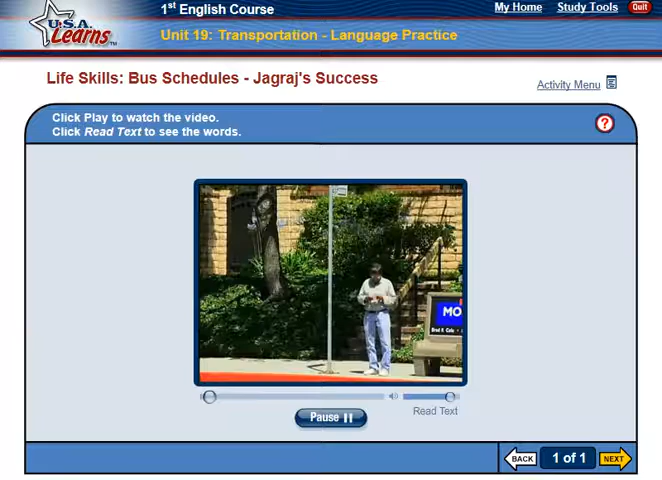 U.S.A.
Learns™
1st English Course
My Home
Study Tools
Quit
Unit 19: Transportation - Language Practice
Life Skills: Bus Schedules - Jagraj's Success
Activity Menu
Click Play to watch the video.
Click Read Text to see the words.
?
MO
Pause
Read Text
BACK
1 of 1
NEXT